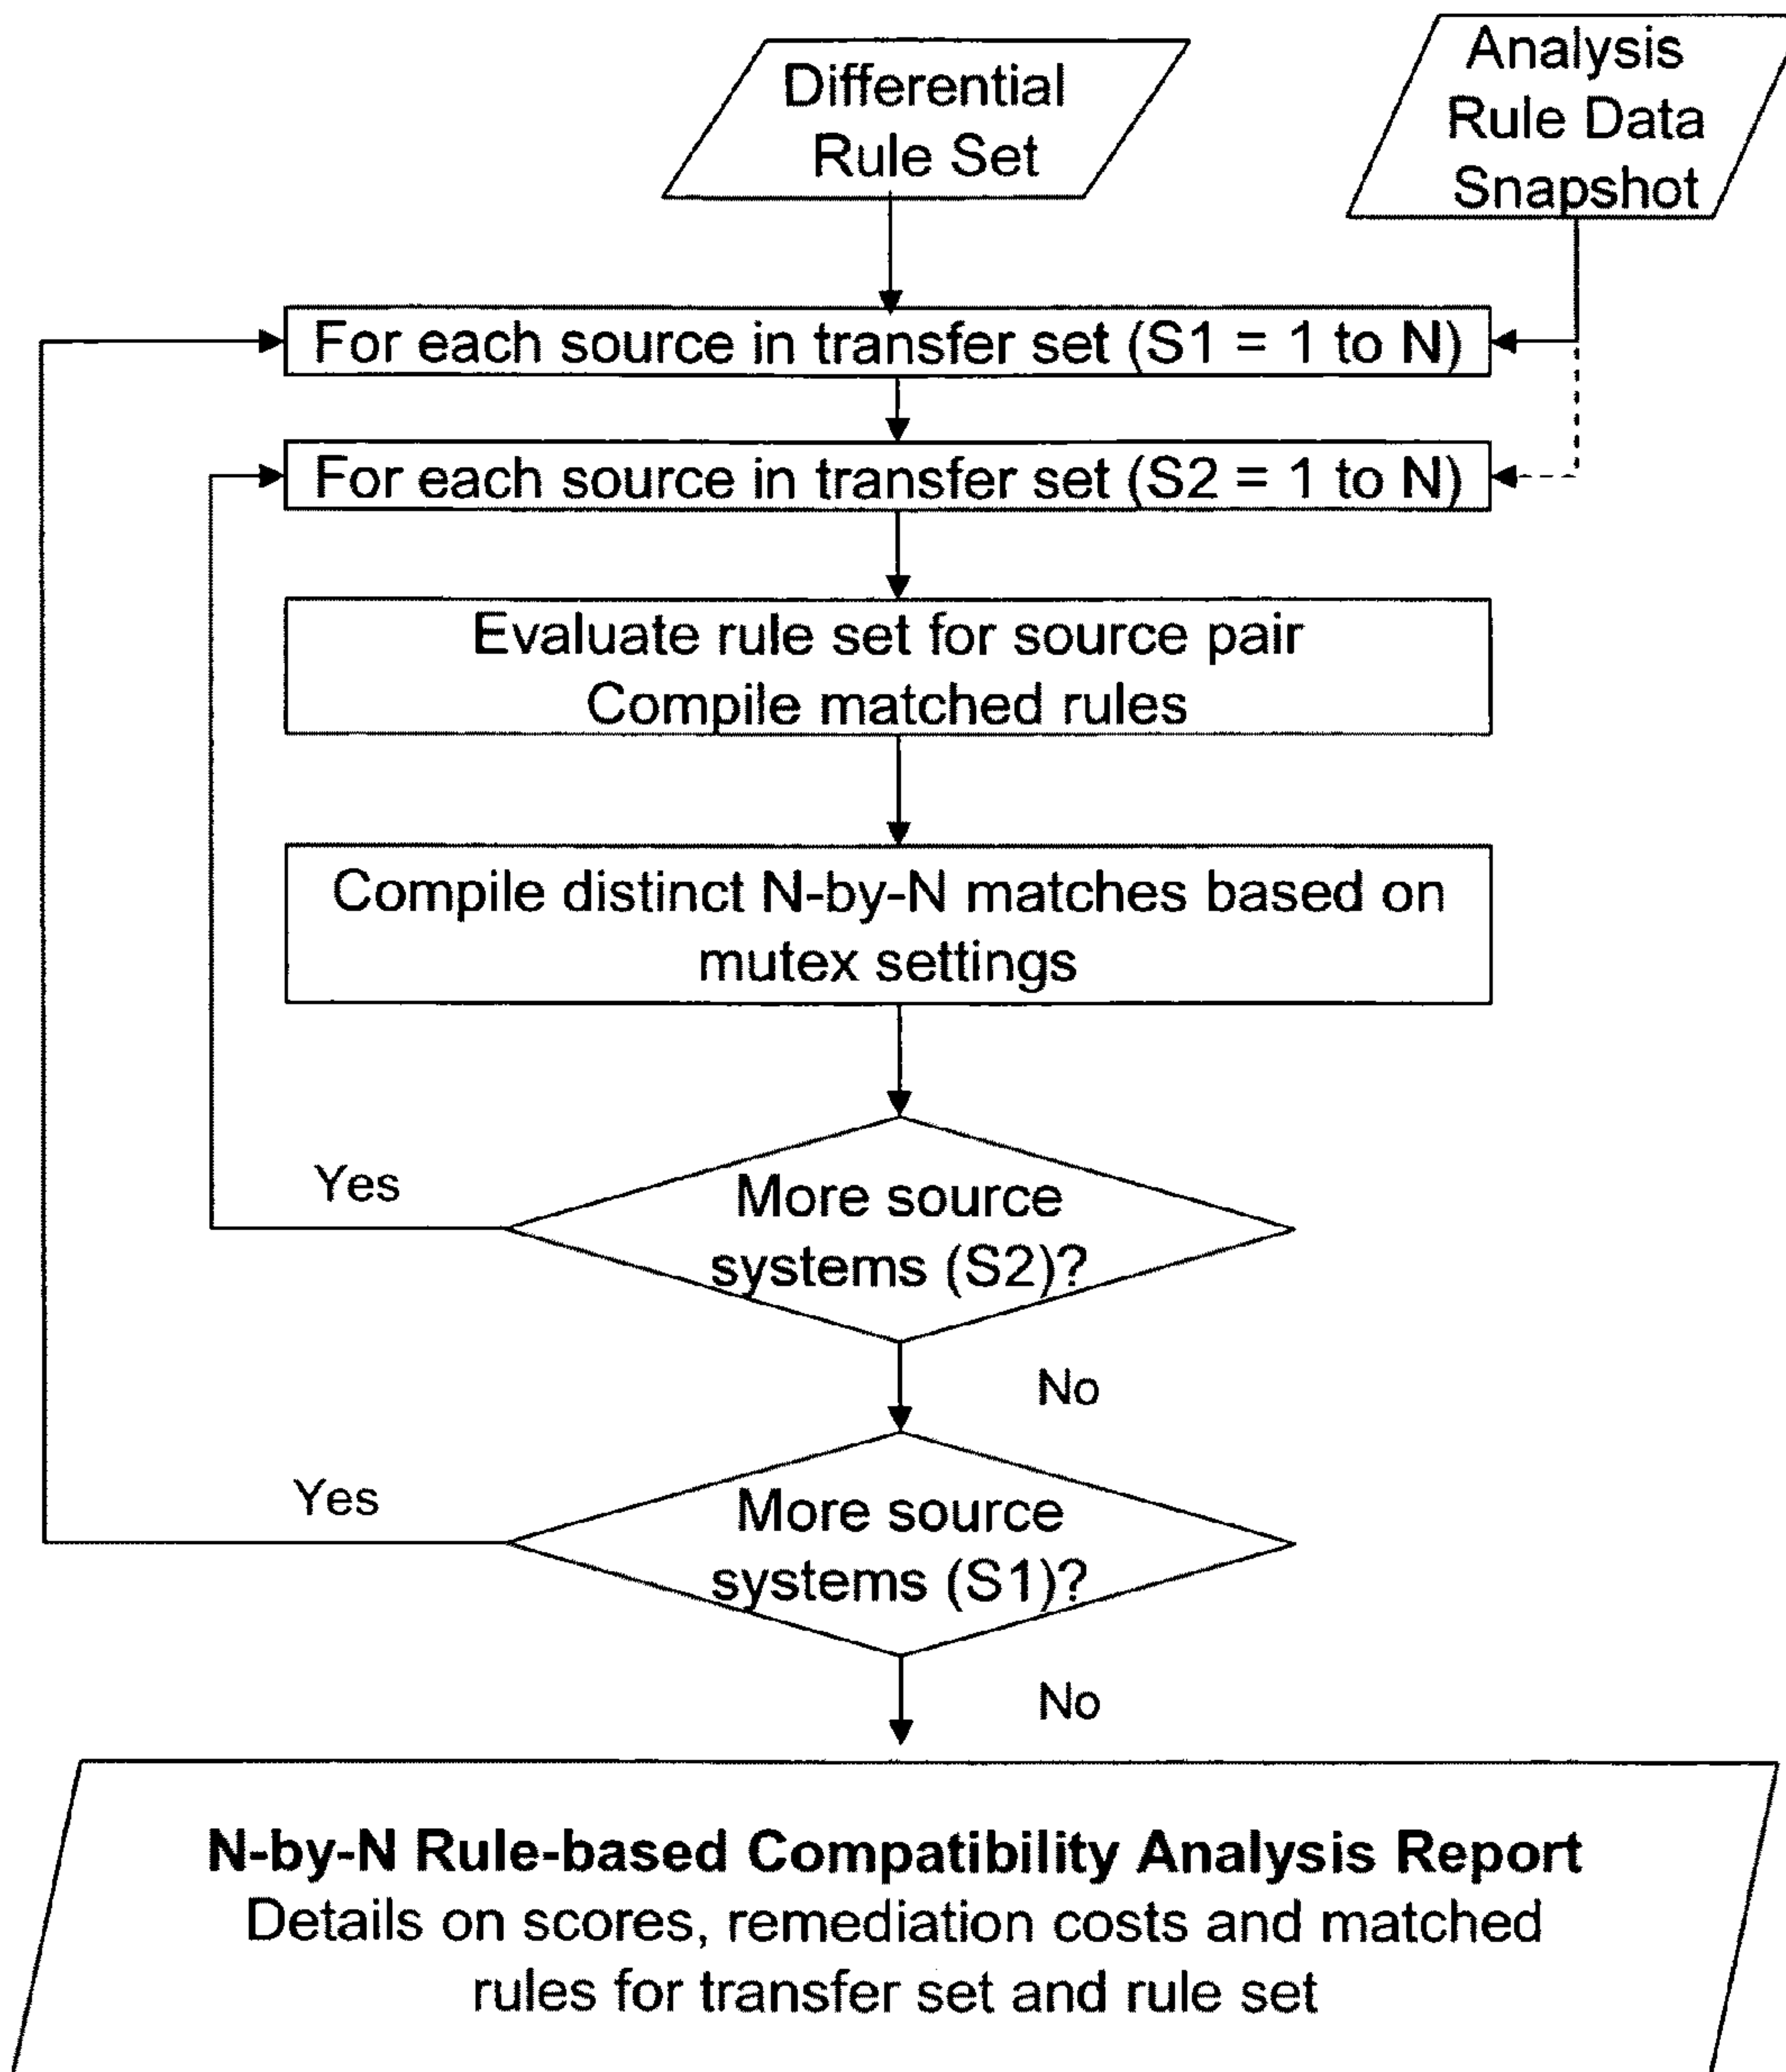 Differential
Rule Set
Analysis
Rule Data
Snapshot
For each source in transfer set (S1 = 1 to N)
For each source in transfer set (S2 = 1 to N)
Evaluate rule set for source pair
Compile matched rules
Compile distinct N-by-N matches based on
mutex settings
Yes
More source
systems (S2)?
No
Yes
More source
systems (S1)?
No
N-by-N Rule-based Compatibility Analysis Report
Details on scores, remediation costs and matched
rules for transfer set and rule set